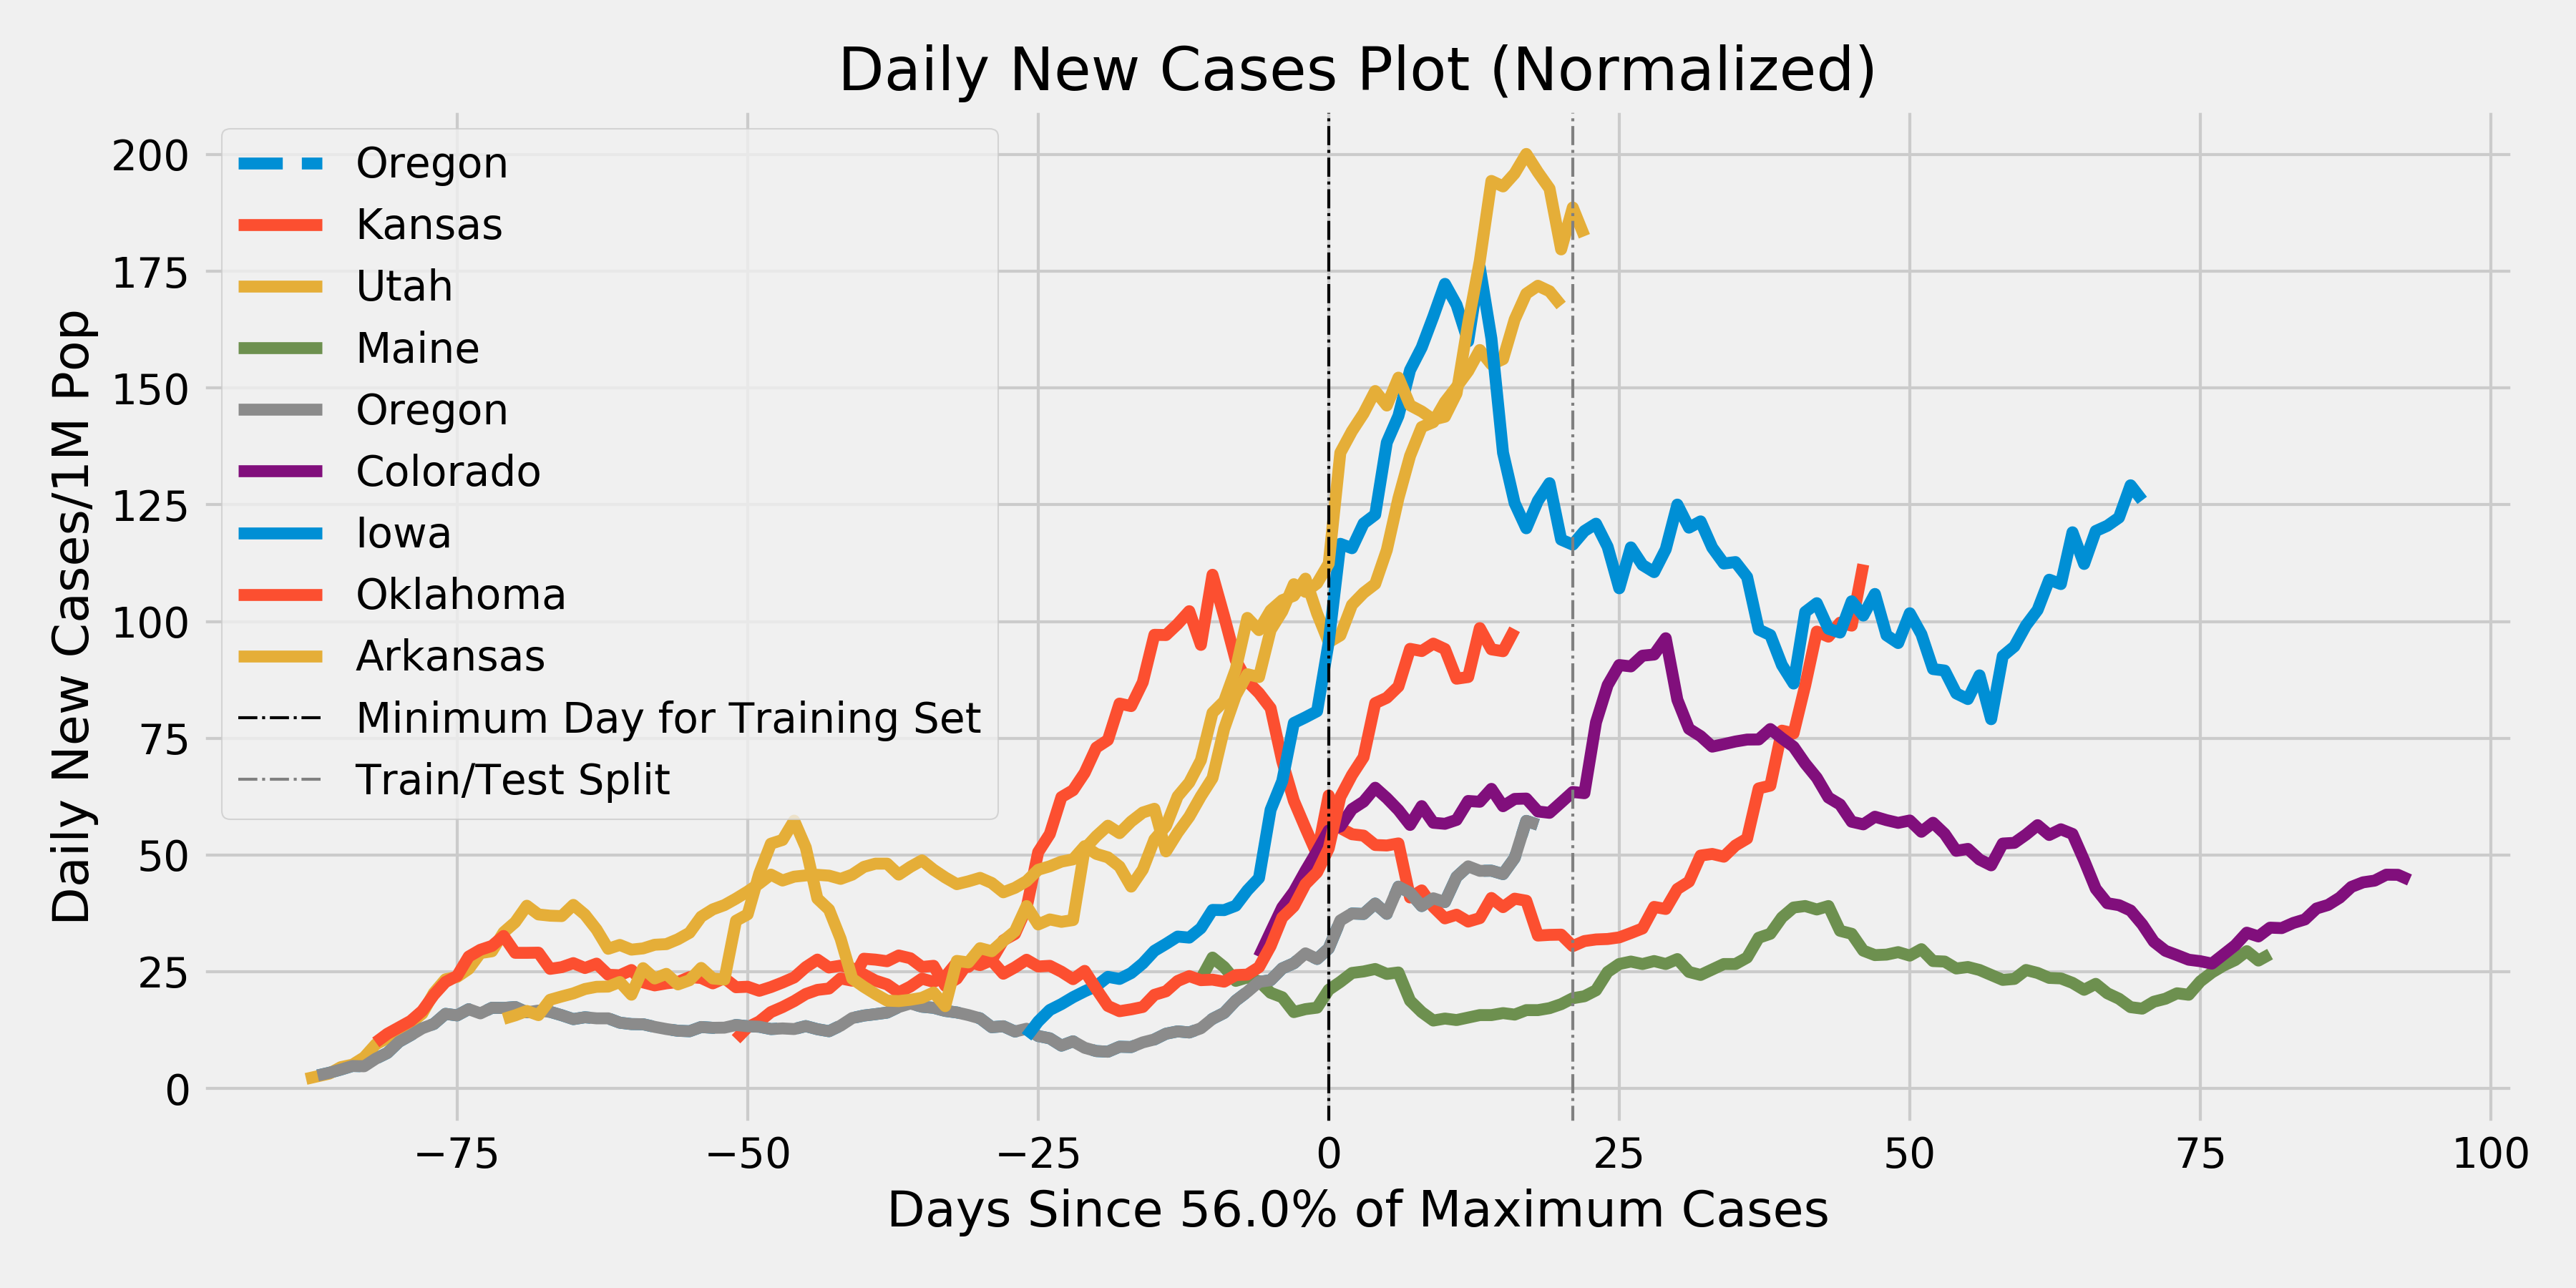 Daily New Cases Plot (Normalized)
Oregon
Kansas
Utah
Maine
Oregon
Colorado
Iowa
Oklahoma
Arkansas
Minimum Day for Training Set
Train/Test Split
Daily New Cases/1M Pop
200
175
150
125
100
75
50
25
0
−75 −50 −25 0 25 50 75 100
Days Since 56.0% of Maximum Cases